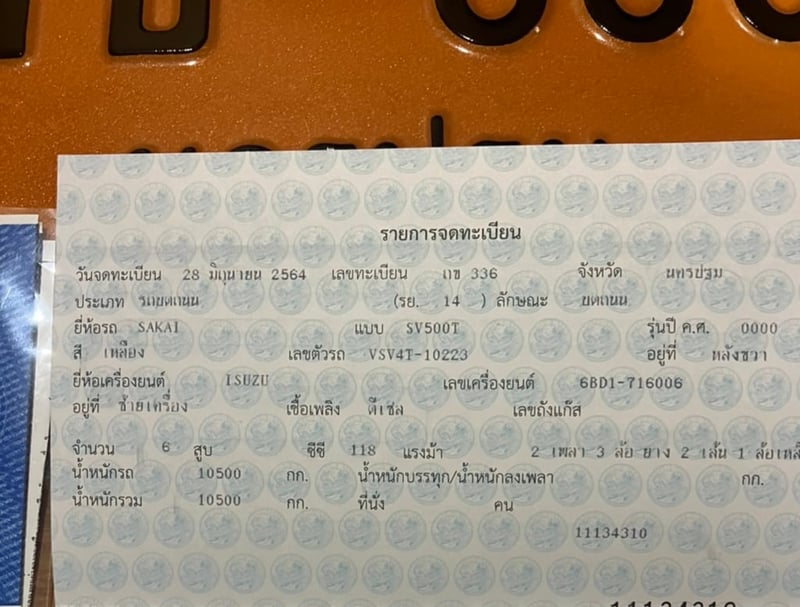 รายการจดทะเบียน
วันจดทะเบียน 28 มิถุนายน 2564 เลขทะเบียน 336 จังหวัด นครปฐม
ประเภท รถบดถนน (รย. 14 ) ลักษณะ บดถนน
ยี่ห้อรถ SAKAI แบบ SV500T รุ่นปี ค.ศ. 0000
สี เหลือง เลขตัวรถ VSV4T-10223 อยู่ที่ หลังขวา
ยี่ห้อเครื่องยนต์ ISUZU เลขเครื่องยนต์ 6BD1-716006
อยู่ที่ ซ้ายเครื่อง เชื้อเพลิง ดีเซล เลขถังแก๊ส
จำนวน 6 สูบ ซีซี 118 แรงม้า 2 เพลา 3 ล้อ ยาง 2 เส้น 1 ล้อเหล็
น้ำหนักรถ 10500 กก. น้ำหนักบรรทุก/น้ำหนักลงเพลา กก.
น้ำหนักรวม 10500 กก. ที่นั่ง คน
11134310